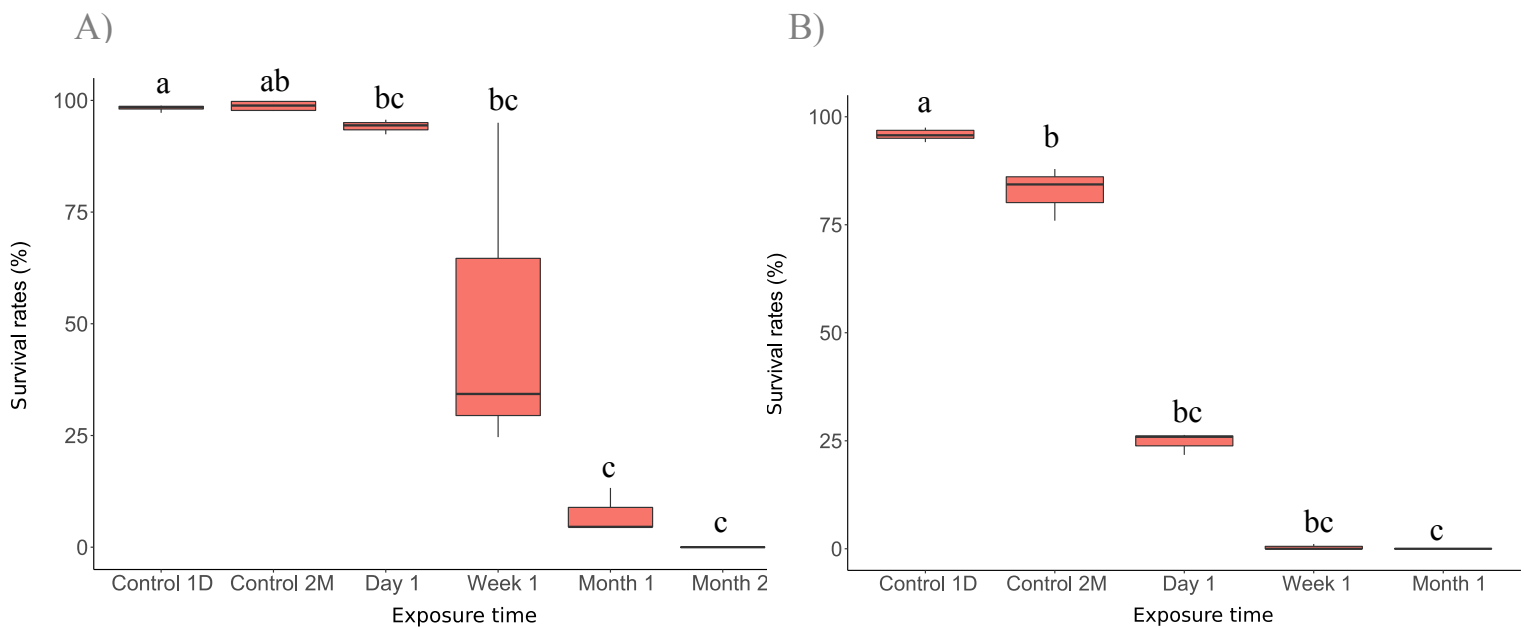 A)
Survival rates (%)
100
75
50
25
0
a
ab
bc
bc
c
c
Control 1D
Control 2M
Day 1
Week 1
Month 1
Month 2
Exposure time
B)
Survival rates (%)
100
75
50
25
0
a
b
bc
bc
c
Control 1D
Control 2M
Day 1
Week 1
Month 1
Exposure time